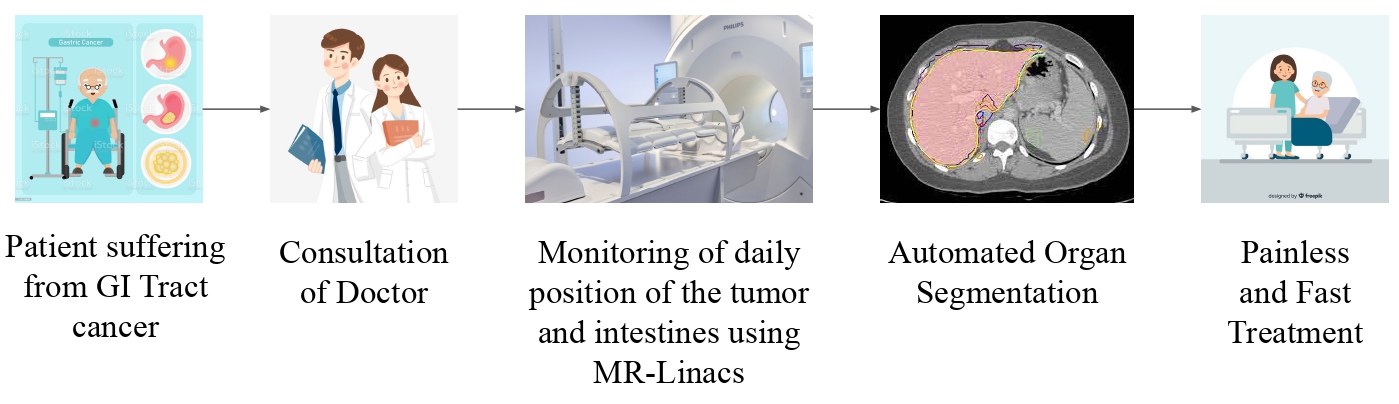 Gastric Cancer
iStock
PHILIPS
designed by freepik
Patient suffering
from GI Tract
cancer
Consultation
of Doctor
Monitoring of daily
position of the tumor
and intestines using
MR-Linacs
Automated Organ
Segmentation
Painless
and Fast
Treatment